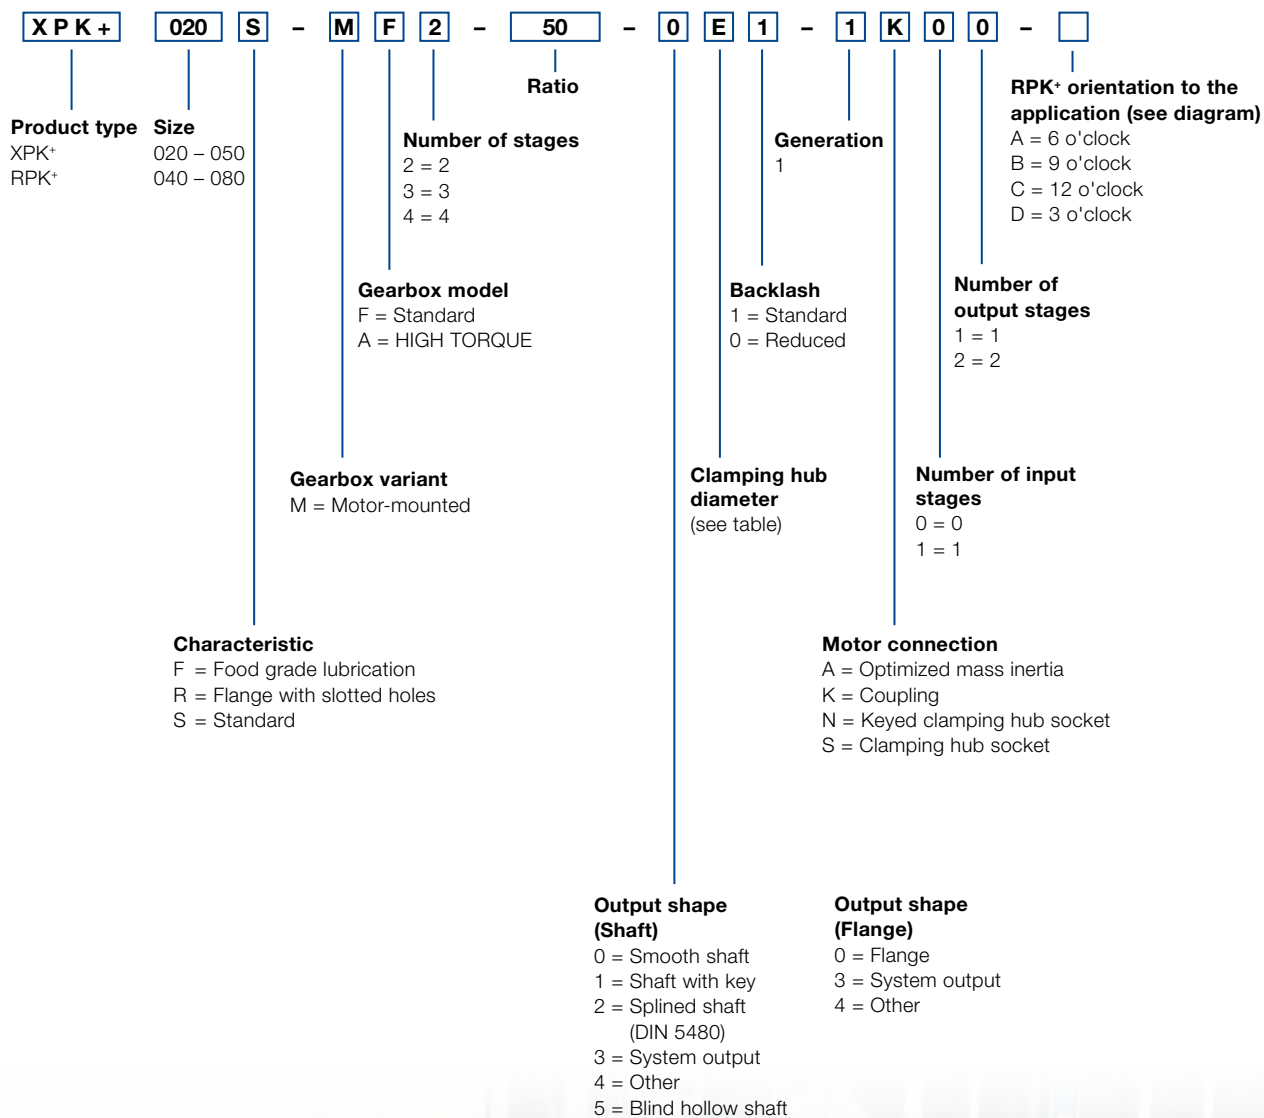 XPK+ 020 S – M F 2 – 50 – 0 E 1 – 1 K 0 0 –
Product type
XPK+
RPK+
Size
020 – 050
040 – 080
Number of stages
2 = 2
3 = 3
4 = 4
Ratio
Generation
1
RPK+ orientation to the
application (see diagram)
A = 6 o'clock
B = 9 o'clock
C = 12 o'clock
D = 3 o'clock
Gearbox model
F = Standard
A = HIGH TORQUE
Backlash
1 = Standard
0 = Reduced
Number of
output stages
1 = 1
2 = 2
Gearbox variant
M = Motor-mounted
Clamping hub
diameter
(see table)
Number of input
stages
0 = 0
1 = 1
Characteristic
F = Food grade lubrication
R = Flange with slotted holes
S = Standard
Motor connection
A = Optimized mass inertia
K = Coupling
N = Keyed clamping hub socket
S = Clamping hub socket
Output shape
(Shaft)
0 = Smooth shaft
1 = Shaft with key
2 = Splined shaft
(DIN 5480)
3 = System output
4 = Other
5 = Blind hollow shaft
Output shape
(Flange)
0 = Flange
3 = System output
4 = Other